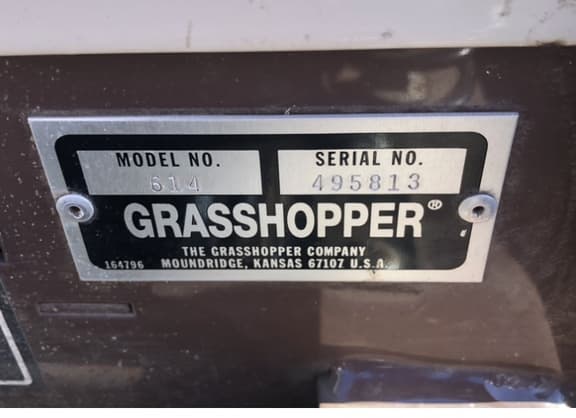 MODEL NO. SERIAL NO.
614 495813
GRASSHOPPER®
THE GRASSHOPPER COMPANY
164796 MOUNDRIDGE, KANSAS 67107 U.S.A.